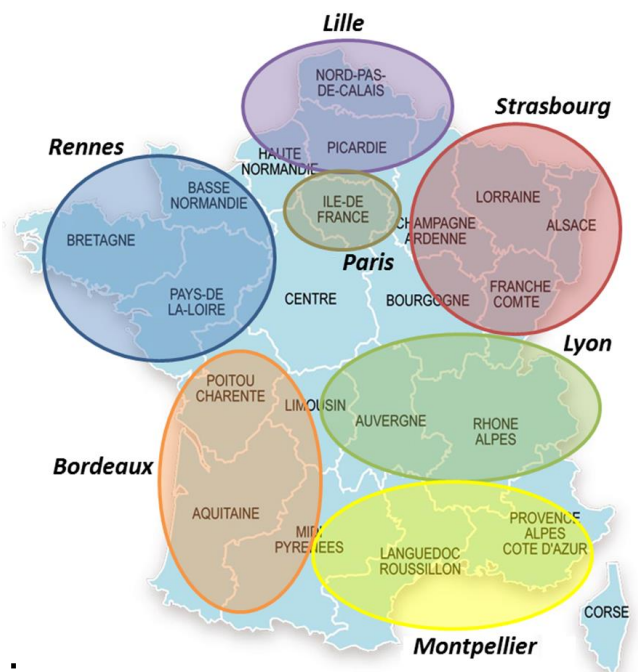 Lille
NORD-PAS-
DE-CALAIS
Strasbourg
Rennes
HAUTE
NORMANDIE
PICARDIE
BASSE
NORMANDIE
ILE-DE
FRANCE
LORRAINE
CHAMPAGNE
ARDENNE
ALSACE
BRETAGNE
Paris
PAYS-DE
LA-LOIRE
CENTRE
BOURGOGNE
FRANCHE
COMTE
Lyon
POITOU
CHARENTE
LIMOUSIN
AUVERGNE
RHONE
ALPES
Bordeaux
AQUITAINE
MIDI
PYRENEES
LANGUEDOC
ROUSSILLON
PROVENCE
ALPES
COTE D'AZUR
CORSE
Montpellier